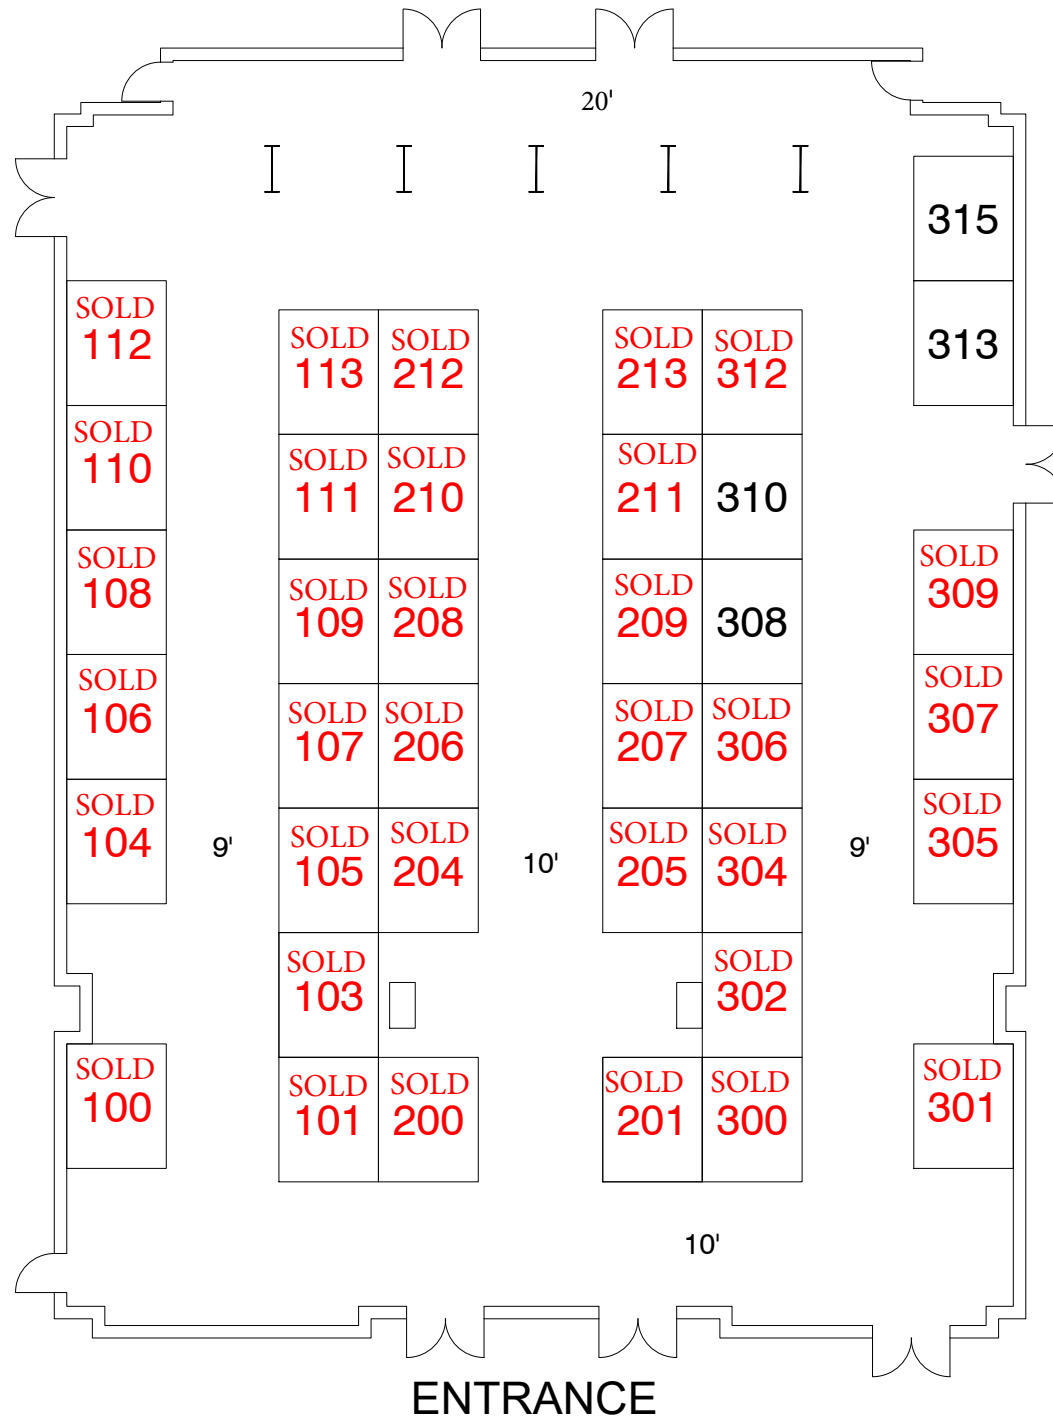 20'
315
313
SOLD
112
SOLD
113
SOLD
212
SOLD
213
SOLD
312
SOLD
110
SOLD
111
SOLD
210
SOLD
211
310
SOLD
108
SOLD
109
SOLD
208
SOLD
209
308
SOLD
309
SOLD
106
SOLD
107
SOLD
206
SOLD
207
SOLD
306
SOLD
307
SOLD
104
9'
SOLD
105
SOLD
204
10'
SOLD
205
SOLD
304
9'
SOLD
305
SOLD
103
SOLD
302
SOLD
100
SOLD
101
SOLD
200
SOLD
201
SOLD
300
SOLD
301
10'
ENTRANCE